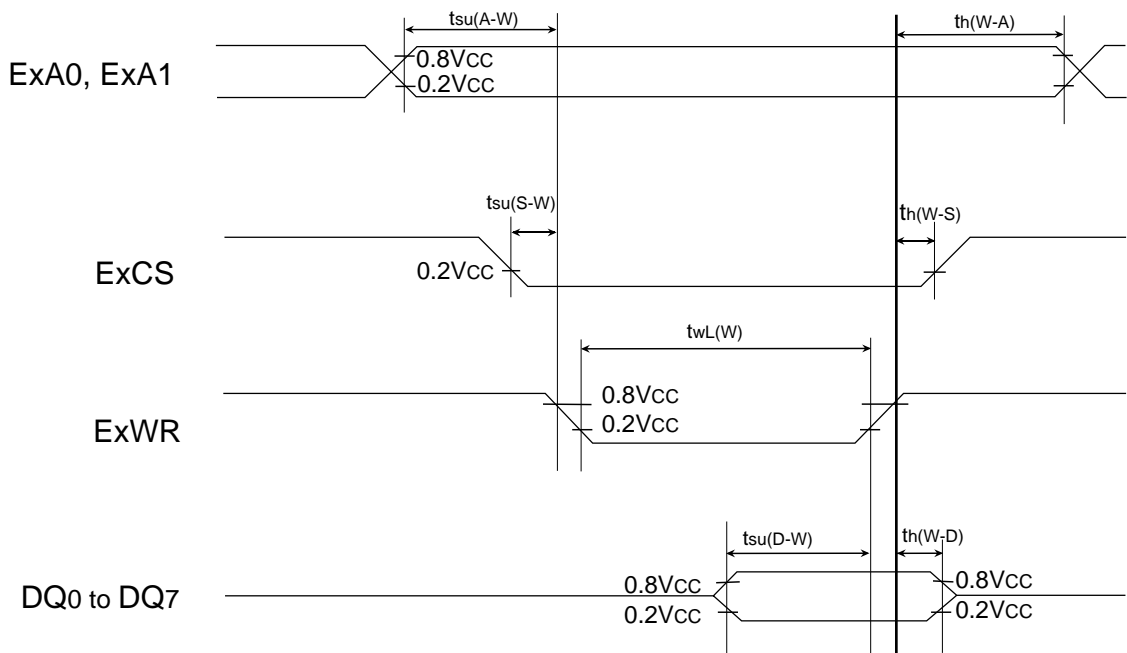 tsu(A-W)
th(W-A)
0.8VCC
ExA0, ExA1
0.2VCC
tsu(S-W)
th(W-S)
ExCS
0.2VCC
twL(W)
0.8VCC
ExWR
0.2VCC
tsu(D-W)
th(W-D)
0.8VCC
0.8VCC
DQ0 to DQ7
0.2VCC
0.2VCC